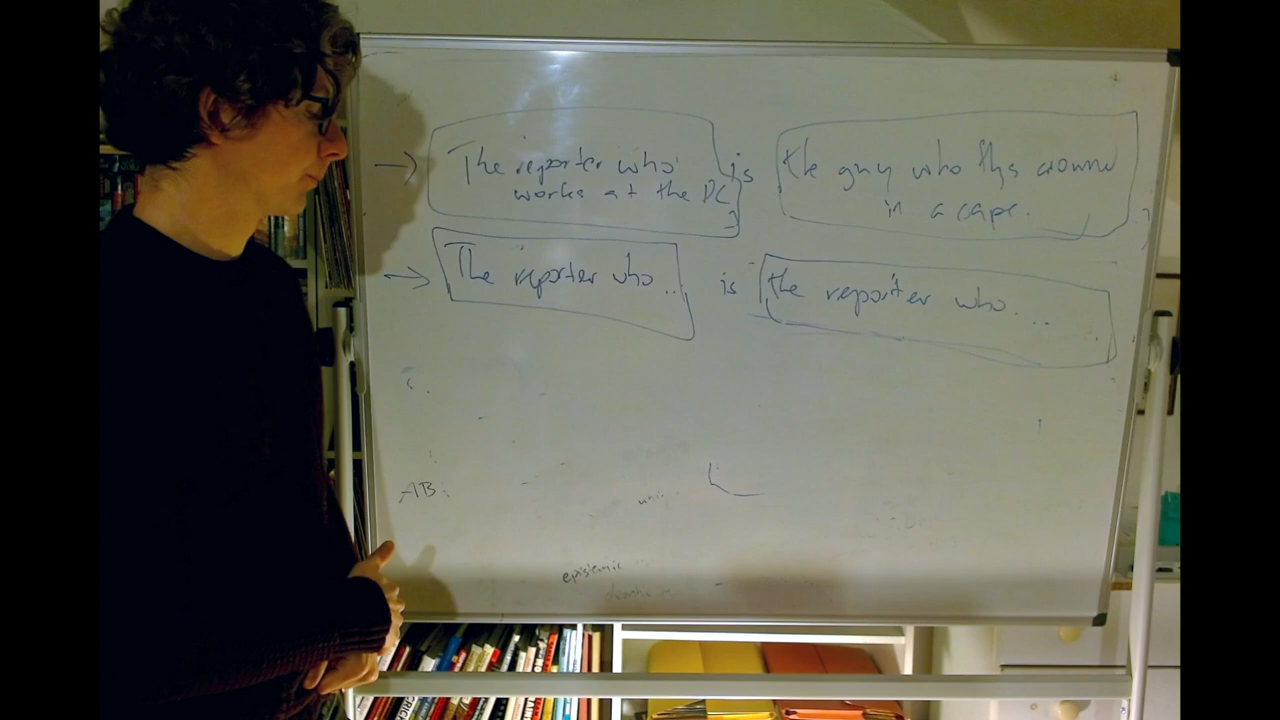 → The reporter who is the guy who flys around
works at the DC in a cape.
→ The reporter who... is the reporter who...
AB
epistemic